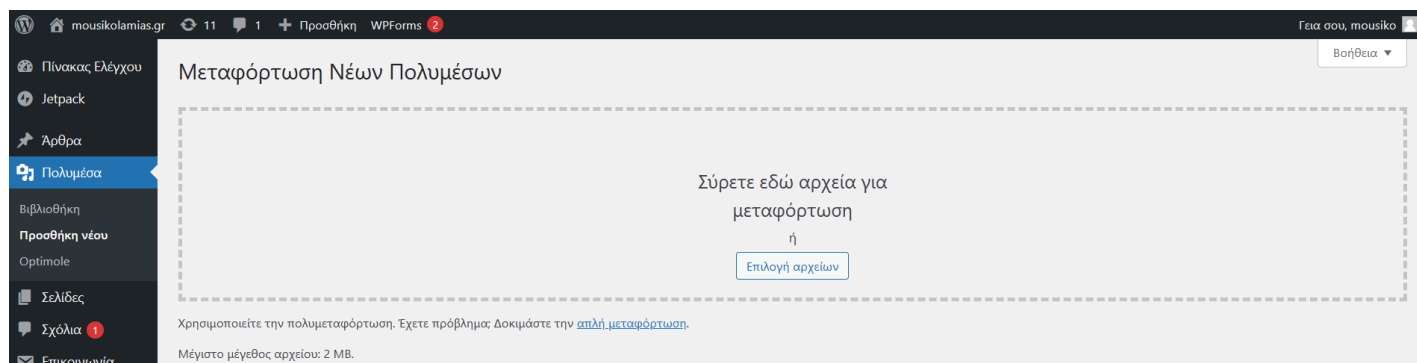 mousikolamias.gr 11 1 Προσθήκη WPForms 2 Γεια σου, mousiko
Βοήθεια ▼
Πίνακας Ελέγχου
Jetpack
Άρθρα
Πολυμέσα
Βιβλιοθήκη
Προσθήκη νέου
Optimole
Σελίδες
Σχόλια 1
Επικοινωνία
Μεταφόρτωση Νέων Πολυμέσων
Σύρετε εδώ αρχεία για
μεταφόρτωση
ή
Επιλογή αρχείων
Χρησιμοποιείτε την πολυμεταφόρτωση. Έχετε πρόβλημα; Δοκιμάστε την απλή μεταφόρτωση.
Μέγιστο μέγεθος αρχείου: 2 MB.